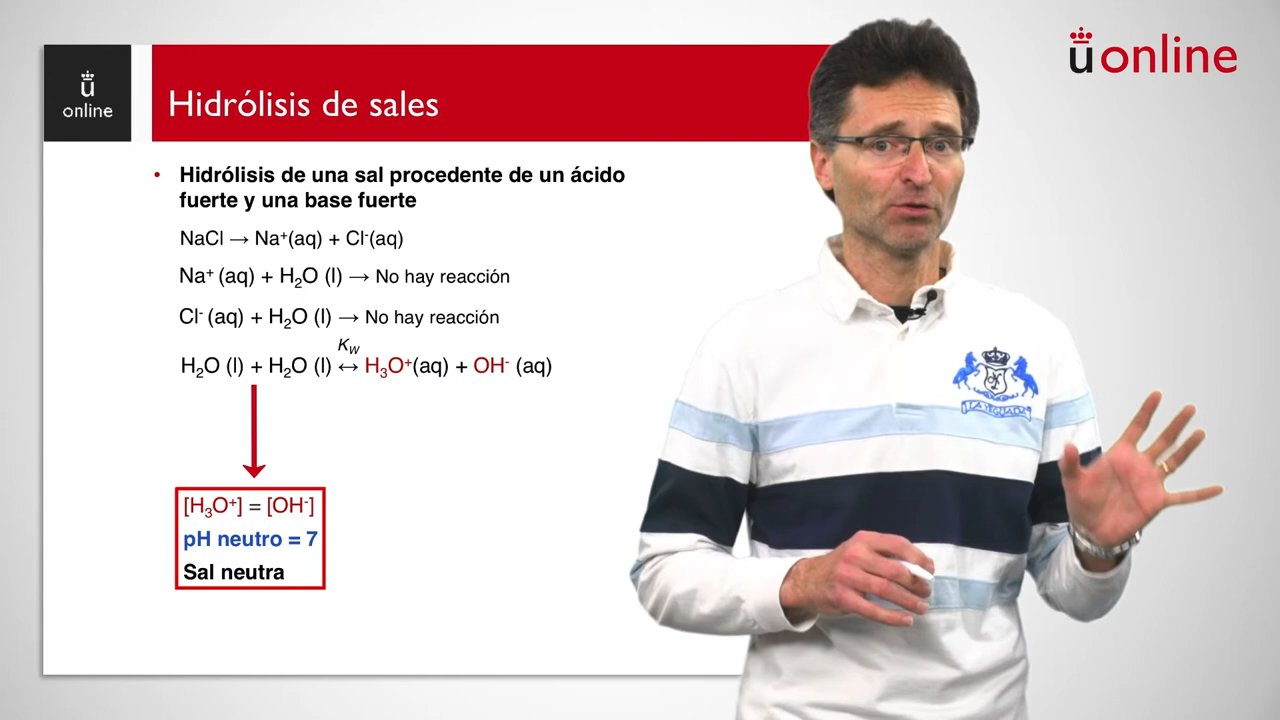 ū online
ū
online
Hidrólisis de sales
• Hidrólisis de una sal procedente de un ácido
fuerte y una base fuerte
NaCl → Na⁺(aq) + Cl⁻(aq)
Na⁺ (aq) + H₂O (l) → No hay reacción
Cl⁻ (aq) + H₂O (l) → No hay reacción
K_W
H₂O (l) + H₂O (l) ↔ H₃O⁺(aq) + OH⁻ (aq)
[H₃O⁺] = [OH⁻]
pH neutro = 7
Sal neutra
LA YEGUADA